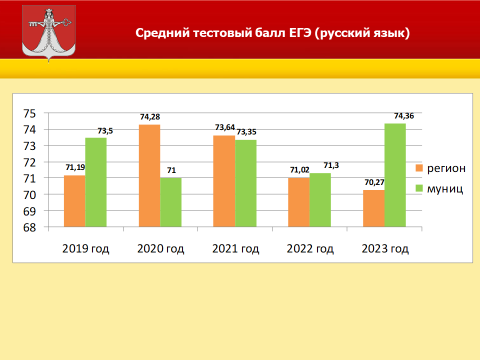 Средний тестовый балл ЕГЭ (русский язык)
75
74
73
72
71
70
69
68
71,19
73,5
74,28
71
73,64
73,35
71,02
71,3
70,27
74,36
регион
муниц
2019 год
2020 год
2021 год
2022 год
2023 год